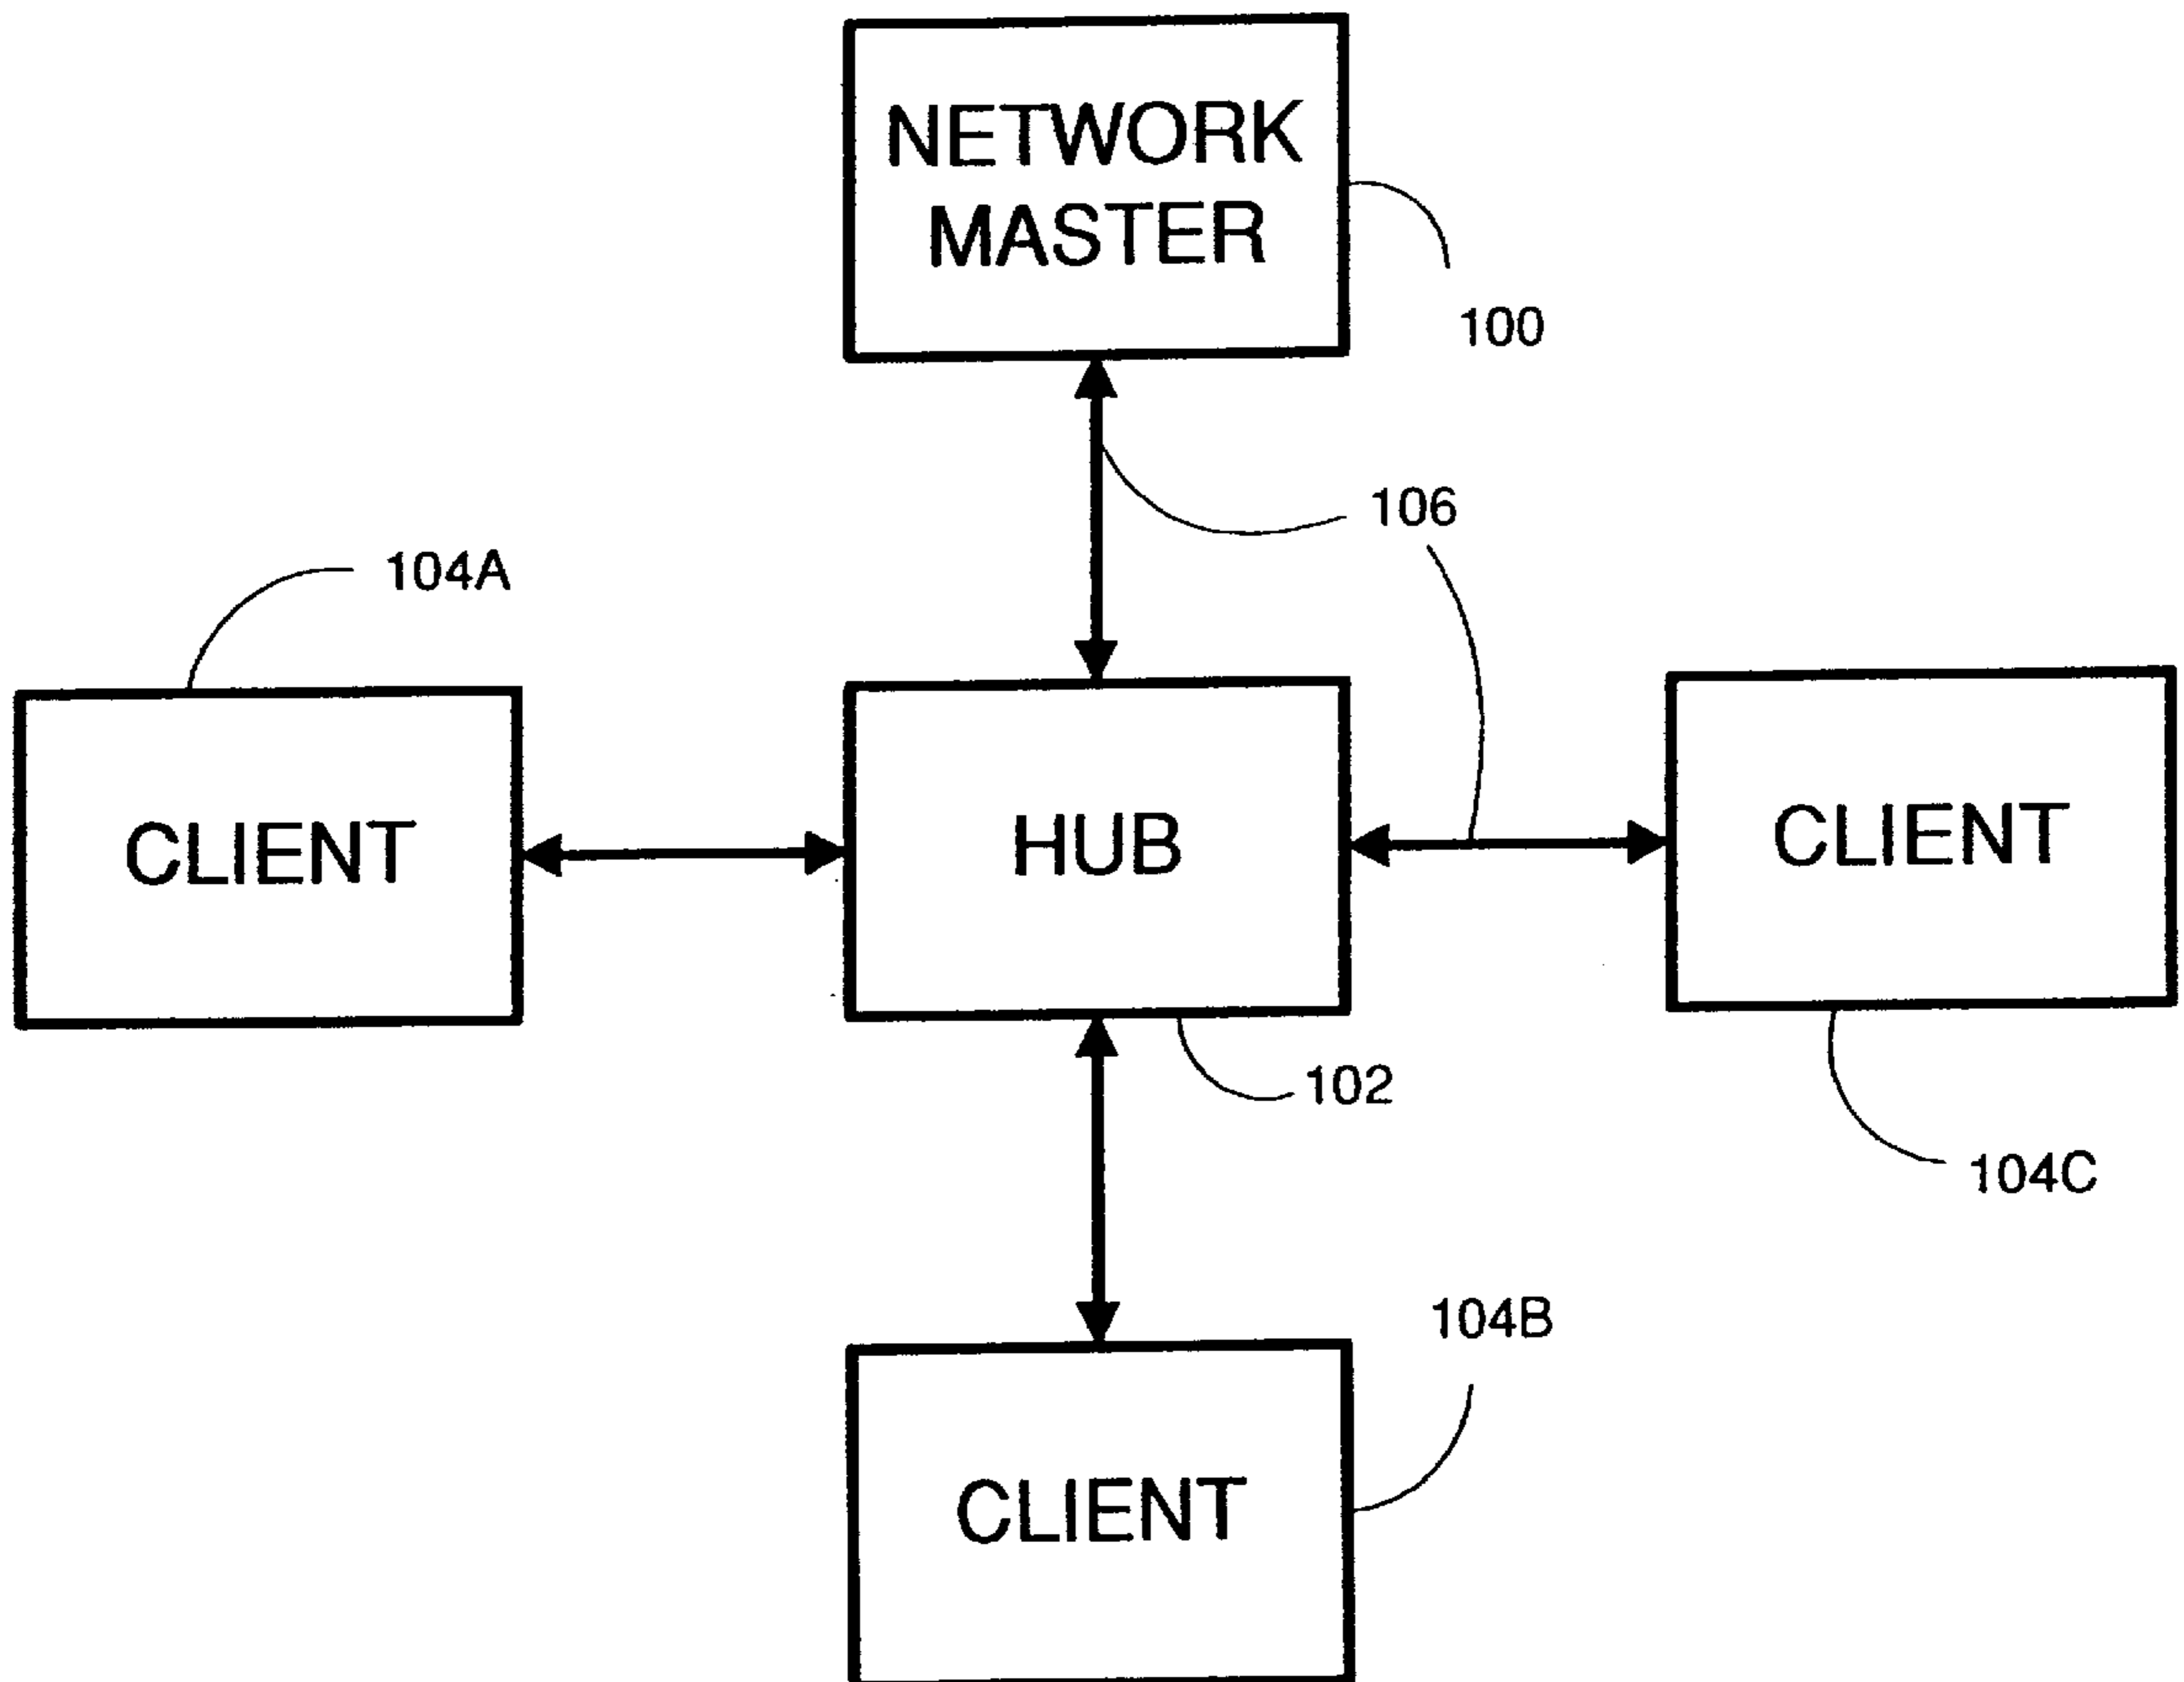 NETWORK
MASTER
100
106
104A
CLIENT
HUB
CLIENT
102
104C
104B
CLIENT